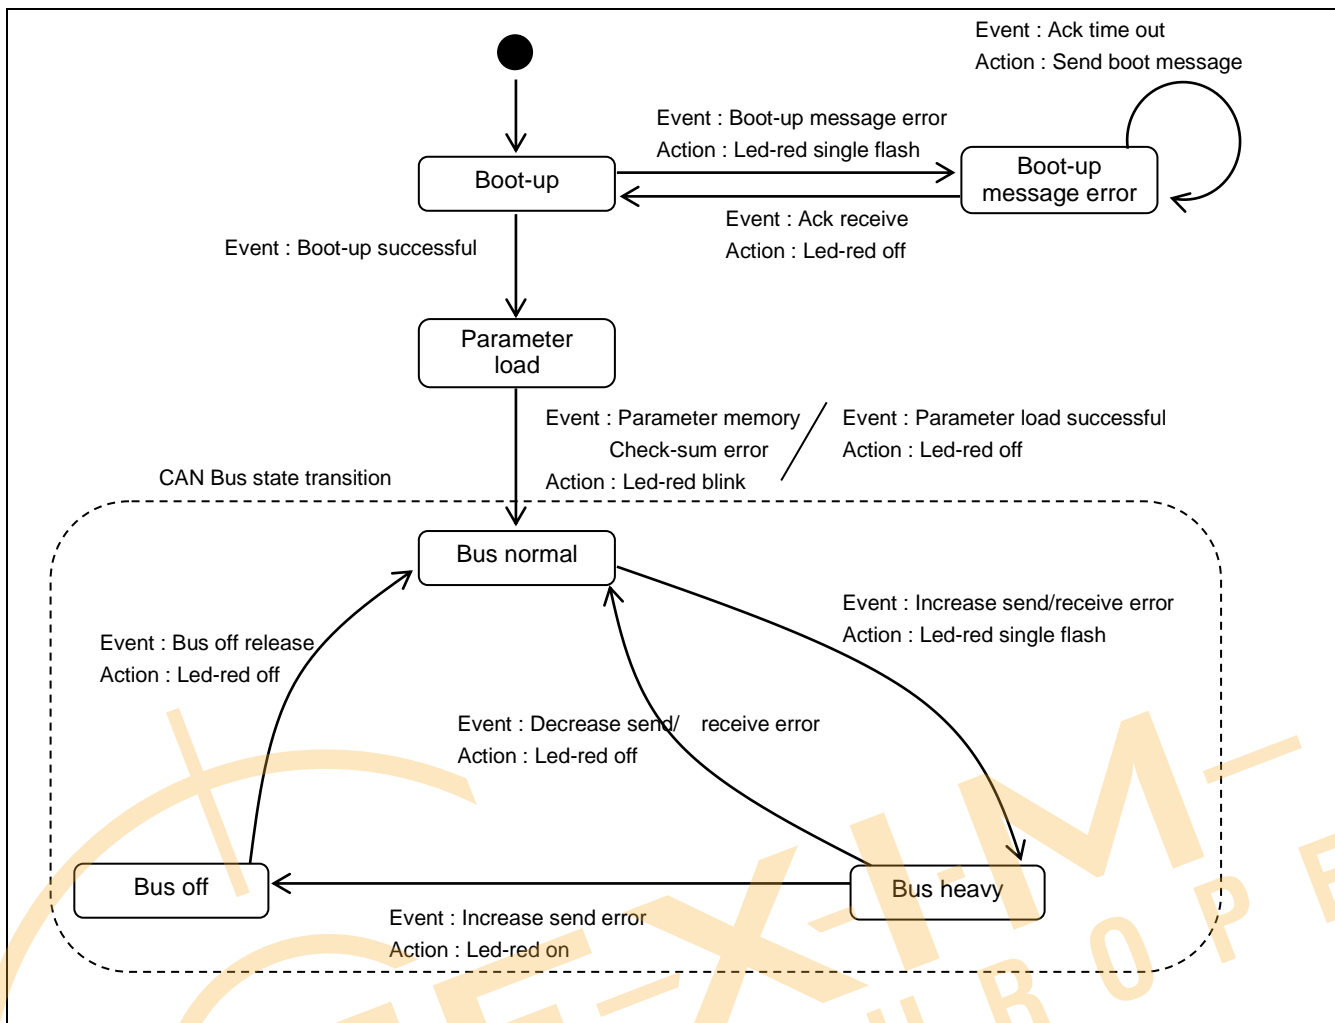 Event : Ack time out
Action : Send boot message
Event : Boot-up message error
Action : Led-red single flash
Boot-up
Boot-up
message error
Event : Ack receive
Action : Led-red off
Event : Boot-up successful
Parameter
load
Event : Parameter memory
Check-sum error
Action : Led-red blink
Event : Parameter load successful
Action : Led-red off
CAN Bus state transition
Bus normal
Event : Increase send/receive error
Action : Led-red single flash
Event : Bus off release
Action : Led-red off
Event : Decrease send/ receive error
Action : Led-red off
Bus off
Bus heavy
Event : Increase send error
Action : Led-red on